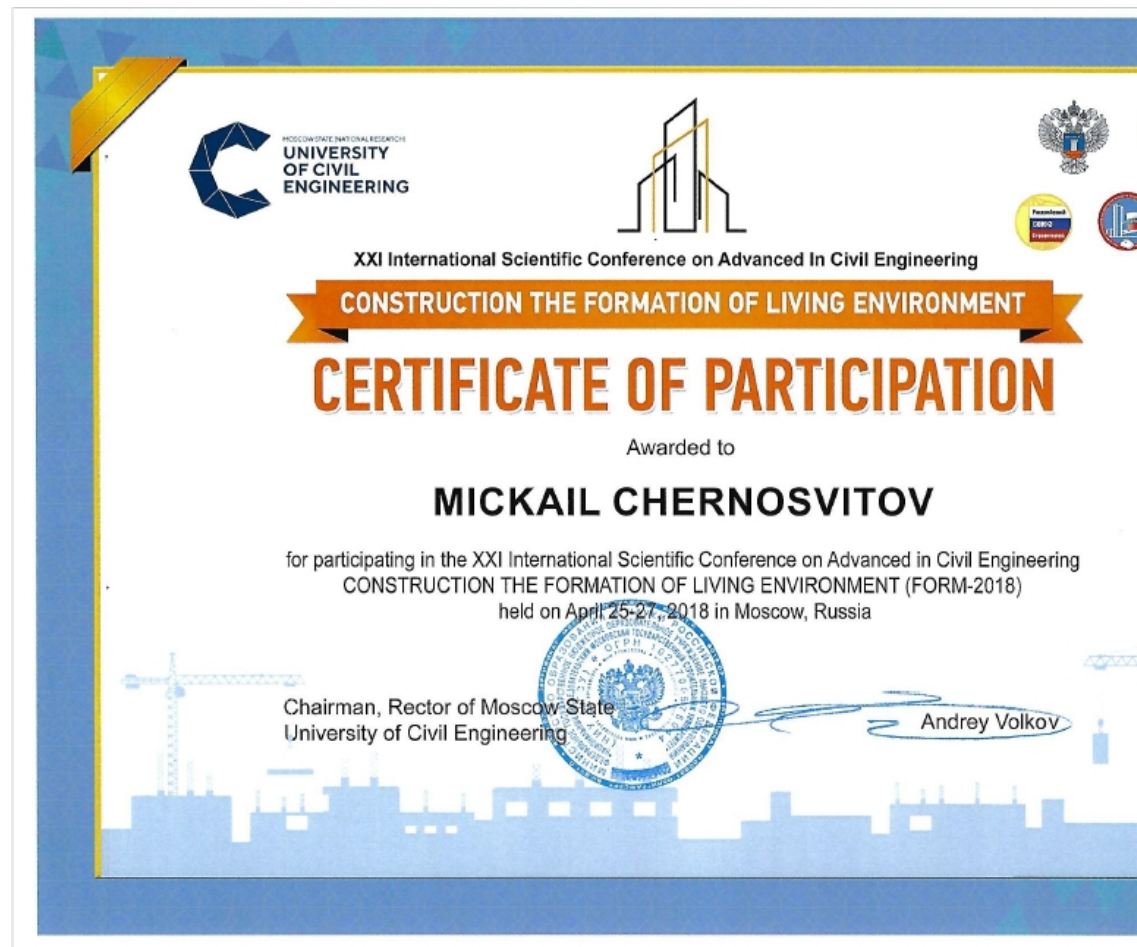 MOSCOW STATE (NATIONAL RESEARCH)
UNIVERSITY
OF CIVIL
ENGINEERING
Российский
СОЮЗ
Строителей
XXI International Scientific Conference on Advanced In Civil Engineering
CONSTRUCTION THE FORMATION OF LIVING ENVIRONMENT
CERTIFICATE OF PARTICIPATION
Awarded to
MICKAIL CHERNOSVITOV
for participating in the XXI International Scientific Conference on Advanced in Civil Engineering
CONSTRUCTION THE FORMATION OF LIVING ENVIRONMENT (FORM-2018)
held on April 25-27, 2018 in Moscow, Russia
Chairman, Rector of Moscow State
University of Civil Engineering
Andrey Volkov